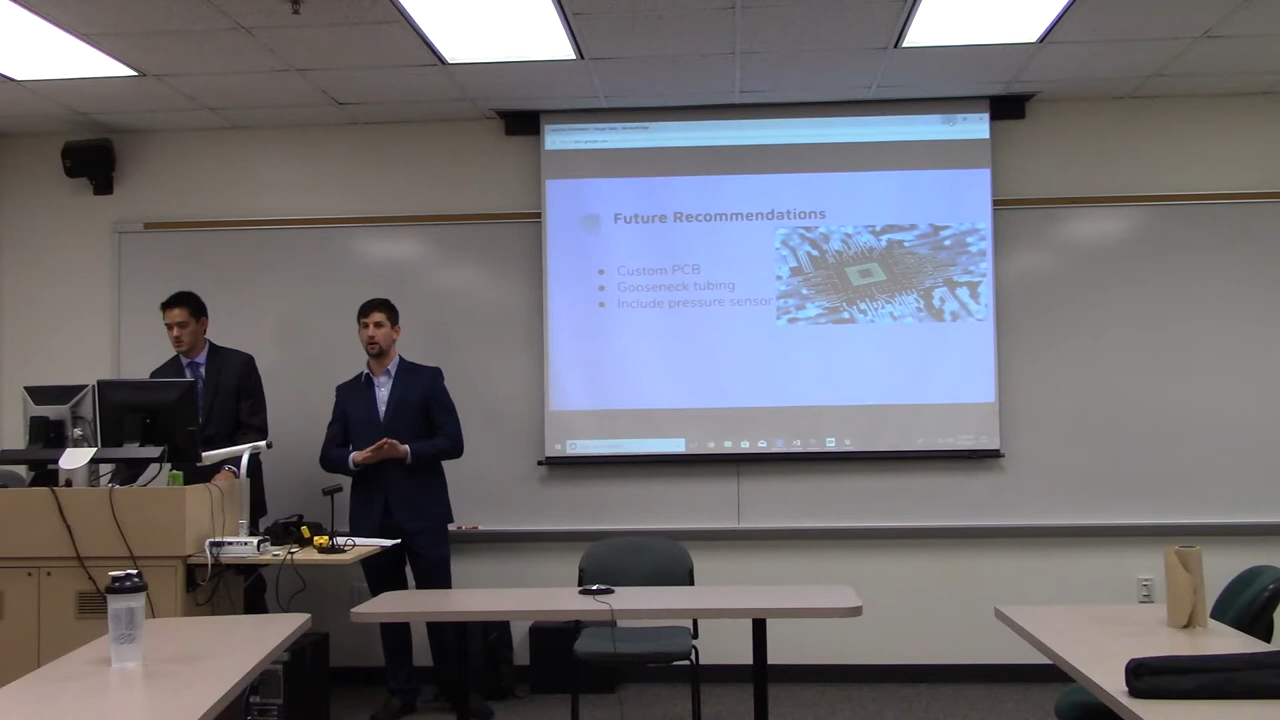 Future Recommendations
Custom PCB
Gooseneck tubing
Include pressure sensor